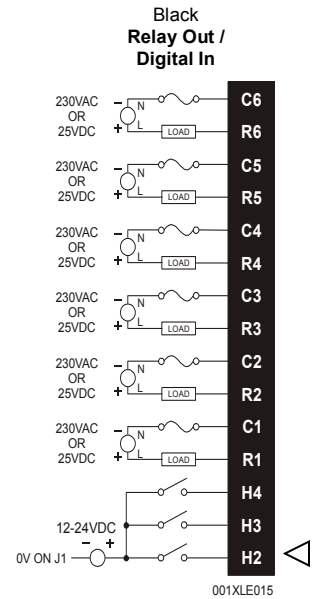 Black
Relay Out /
Digital In
230VAC
OR
25VDC
– N
+ L
LOAD
C6
R6
230VAC
OR
25VDC
– N
+ L
LOAD
C5
R5
230VAC
OR
25VDC
– N
+ L
LOAD
C4
R4
230VAC
OR
25VDC
– N
+ L
LOAD
C3
R3
230VAC
OR
25VDC
– N
+ L
LOAD
C2
R2
230VAC
OR
25VDC
– N
+ L
LOAD
C1
R1
H4
H3
12-24VDC
– +
0V ON J1
H2
001XLE015